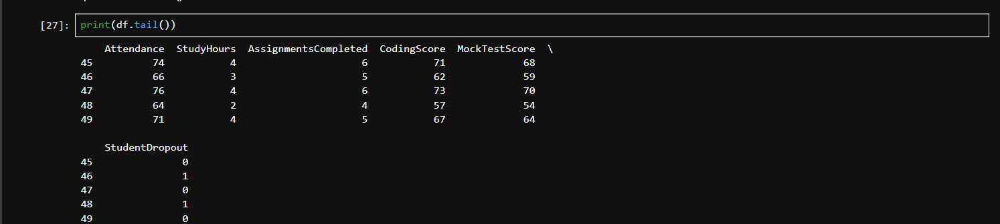 [27]: print(df.tail())
Attendance StudyHours AssignmentsCompleted CodingScore MockTestScore \
45 74 4 6 71 68
46 66 3 5 62 59
47 76 4 6 73 70
48 64 2 4 57 54
49 71 4 5 67 64
StudentDropout
45 0
46 1
47 0
48 1
49 0